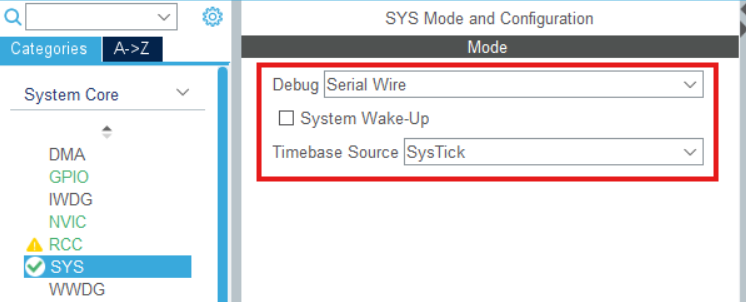 Categories A->Z
System Core
DMA
GPIO
IWDG
NVIC
RCC
SYS
WWDG
SYS Mode and Configuration
Mode
Debug Serial Wire
System Wake-Up
Timebase Source SysTick